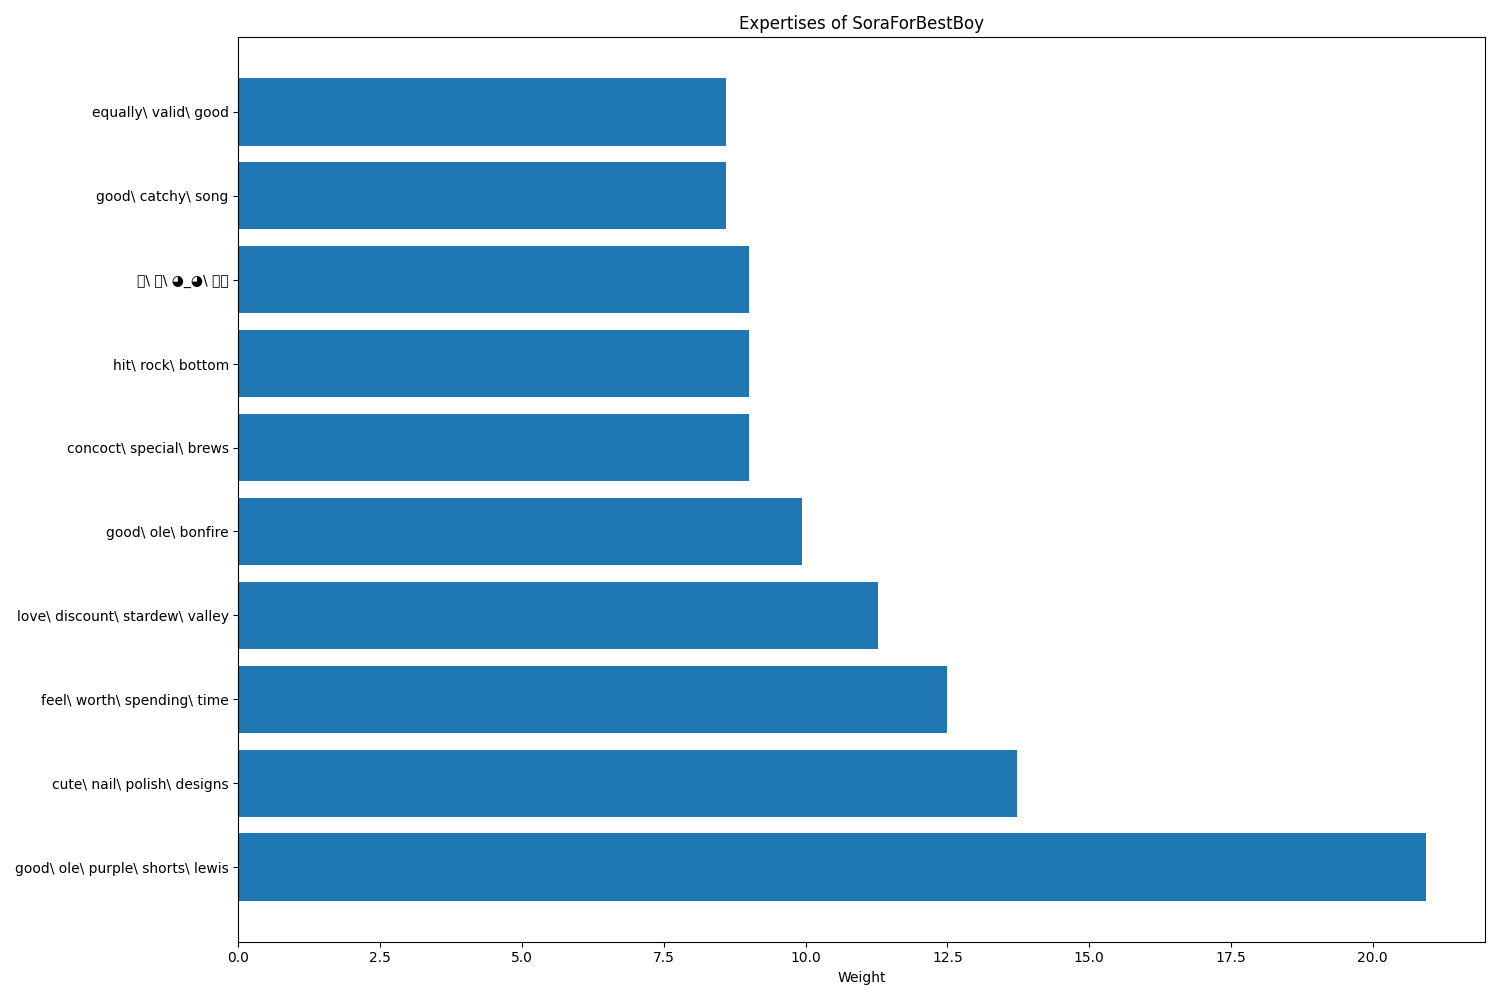 Expertises of SoraForBestBoy
equally\ valid\ good
good\ catchy\ song
\ \ ◕_◕\
hit\ rock\ bottom
concoct\ special\ brews
good\ ole\ bonfire
love\ discount\ stardew\ valley
feel\ worth\ spending\ time
cute\ nail\ polish\ designs
good\ ole\ purple\ shorts\ lewis
0.0 2.5 5.0 7.5 10.0 12.5 15.0 17.5 20.0
Weight